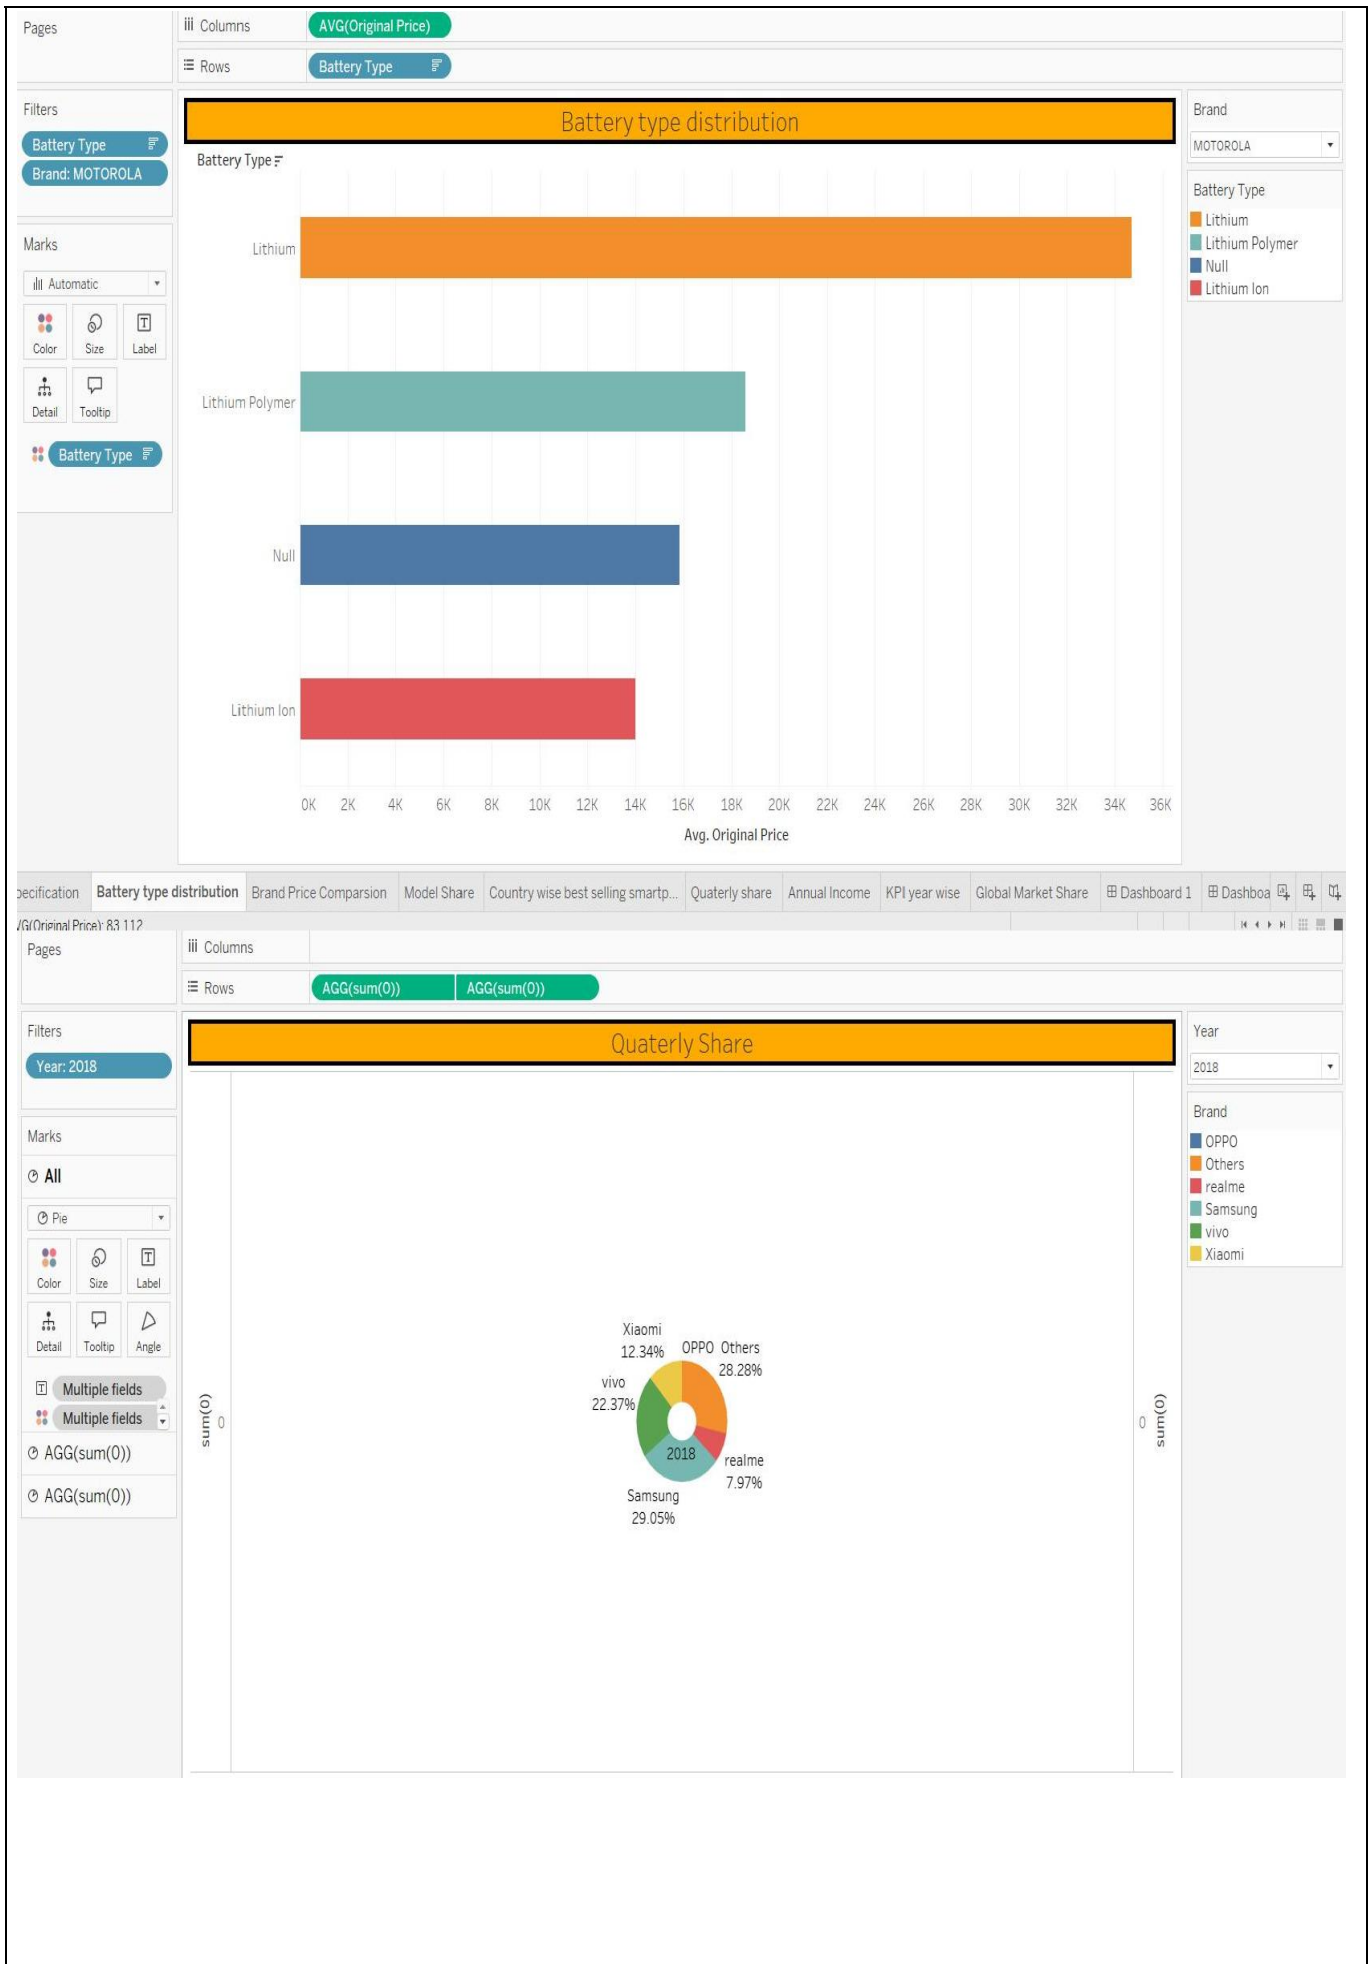 Pages
Columns AVG(Original Price)
Rows Battery Type
Filters
Battery Type
Brand: MOTOROLA
Marks
Automatic
Color Size Label
Detail Tooltip
Battery Type
Battery type distribution
Battery Type
Lithium
Lithium Polymer
Null
Lithium Ion
0K 2K 4K 6K 8K 10K 12K 14K 16K 18K 20K 22K 24K 26K 28K 30K 32K 34K 36K
Avg. Original Price
Brand
MOTOROLA
Battery Type
Lithium
Lithium Polymer
Null
Lithium Ion
pecification Battery type distribution Brand Price Comparsion Model Share Country wise best selling smartp... Quaterly share Annual Income KPI year wise Global Market Share Dashboard 1 Dashboa
VG(Original Price): 83,112
Pages
Columns
Rows AGG(sum(0)) AGG(sum(0))
Filters
Year: 2018
Marks
All
Pie
Color Size Label
Detail Tooltip Angle
Multiple fields
Multiple fields
AGG(sum(0))
AGG(sum(0))
Quaterly Share
sum(0)
0
Xiaomi
12.34%
OPPO Others
28.28%
vivo
22.37%
2018
realme
7.97%
Samsung
29.05%
0
sum(0)
Year
2018
Brand
OPPO
Others
realme
Samsung
vivo
Xiaomi